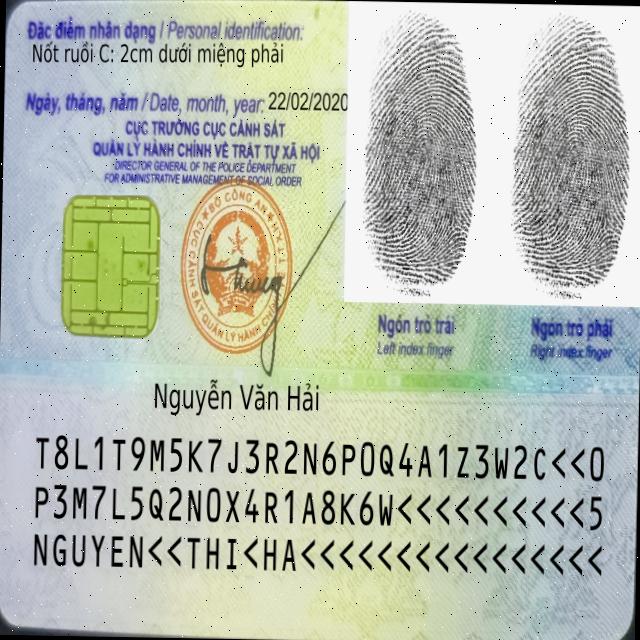 Đặc điểm nhân dạng / Personal identification:
Nốt ruồi C: 2cm dưới miệng phải
Ngày, tháng, năm / Date, month, year: 22/02/2020
CỤC TRƯỞNG CỤC CẢNH SÁT
QUẢN LÝ HÀNH CHÍNH VỀ TRẬT TỰ XÃ HỘI
DIRECTOR GENERAL OF THE POLICE DEPARTMENT
FOR ADMINISTRATIVE MANAGEMENT OF SOCIAL ORDER
BỘ CÔNG AN
CỤC CẢNH SÁT QUẢN LÝ HÀNH CHÍNH
Ngón trỏ trái
Left index finger
Ngón trỏ phải
Right index finger
Nguyễn Văn Hải
T8L1T9M5K7J3R2N6P0Q4A1Z3W2C<<0
P3M7L5Q2N0X4R1A8K6W<<<<<<<<<<5
NGUYEN<<THI<HA<<<<<<<<<<<<<<<<